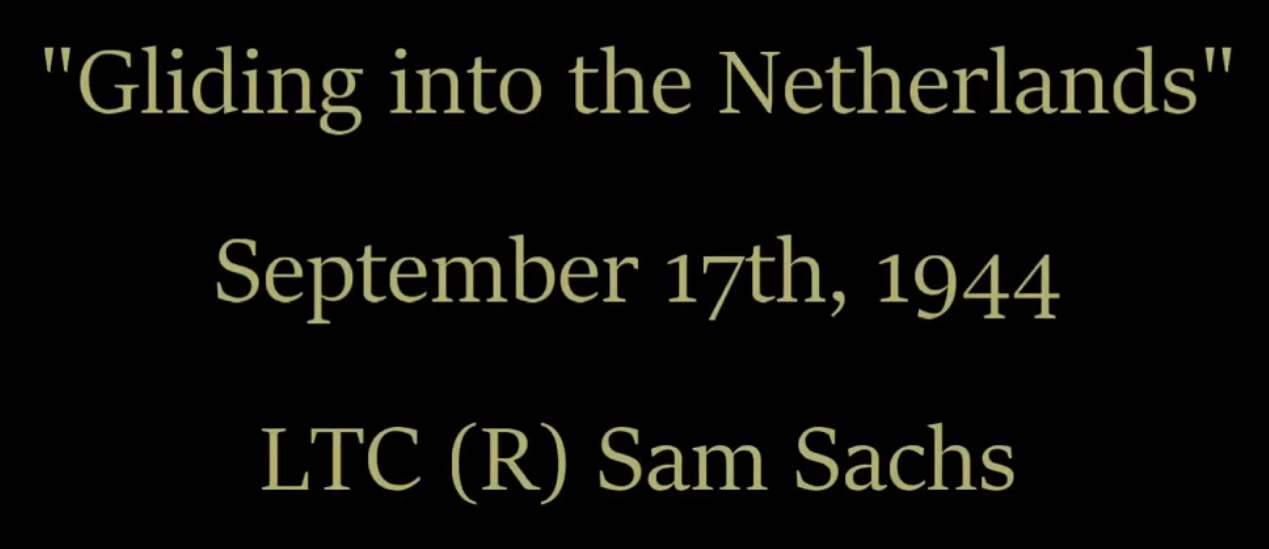 "Gliding into the Netherlands"
September 17th, 1944
LTC (R) Sam Sachs